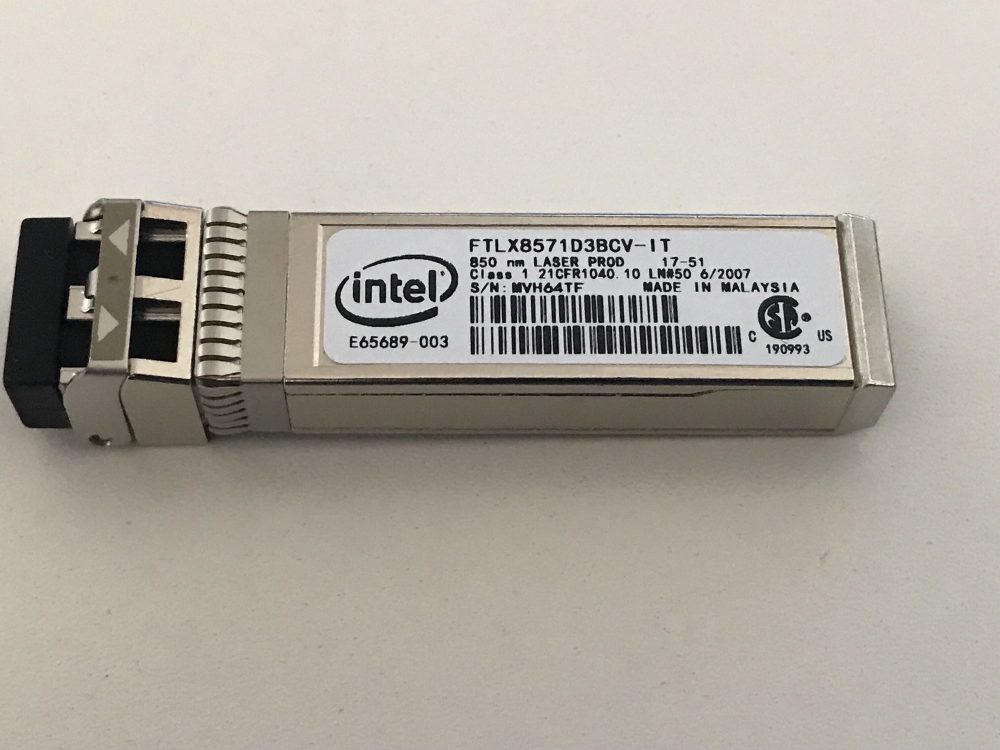 intel
E65689-003
FTLX8571D3BCV-IT
850 nm LASER PROD 17-51
Class 1 21CFR1040.10 LN#50 6/2007
S/N:MVH64TF MADE IN MALAYSIA
C SA ® US
190993